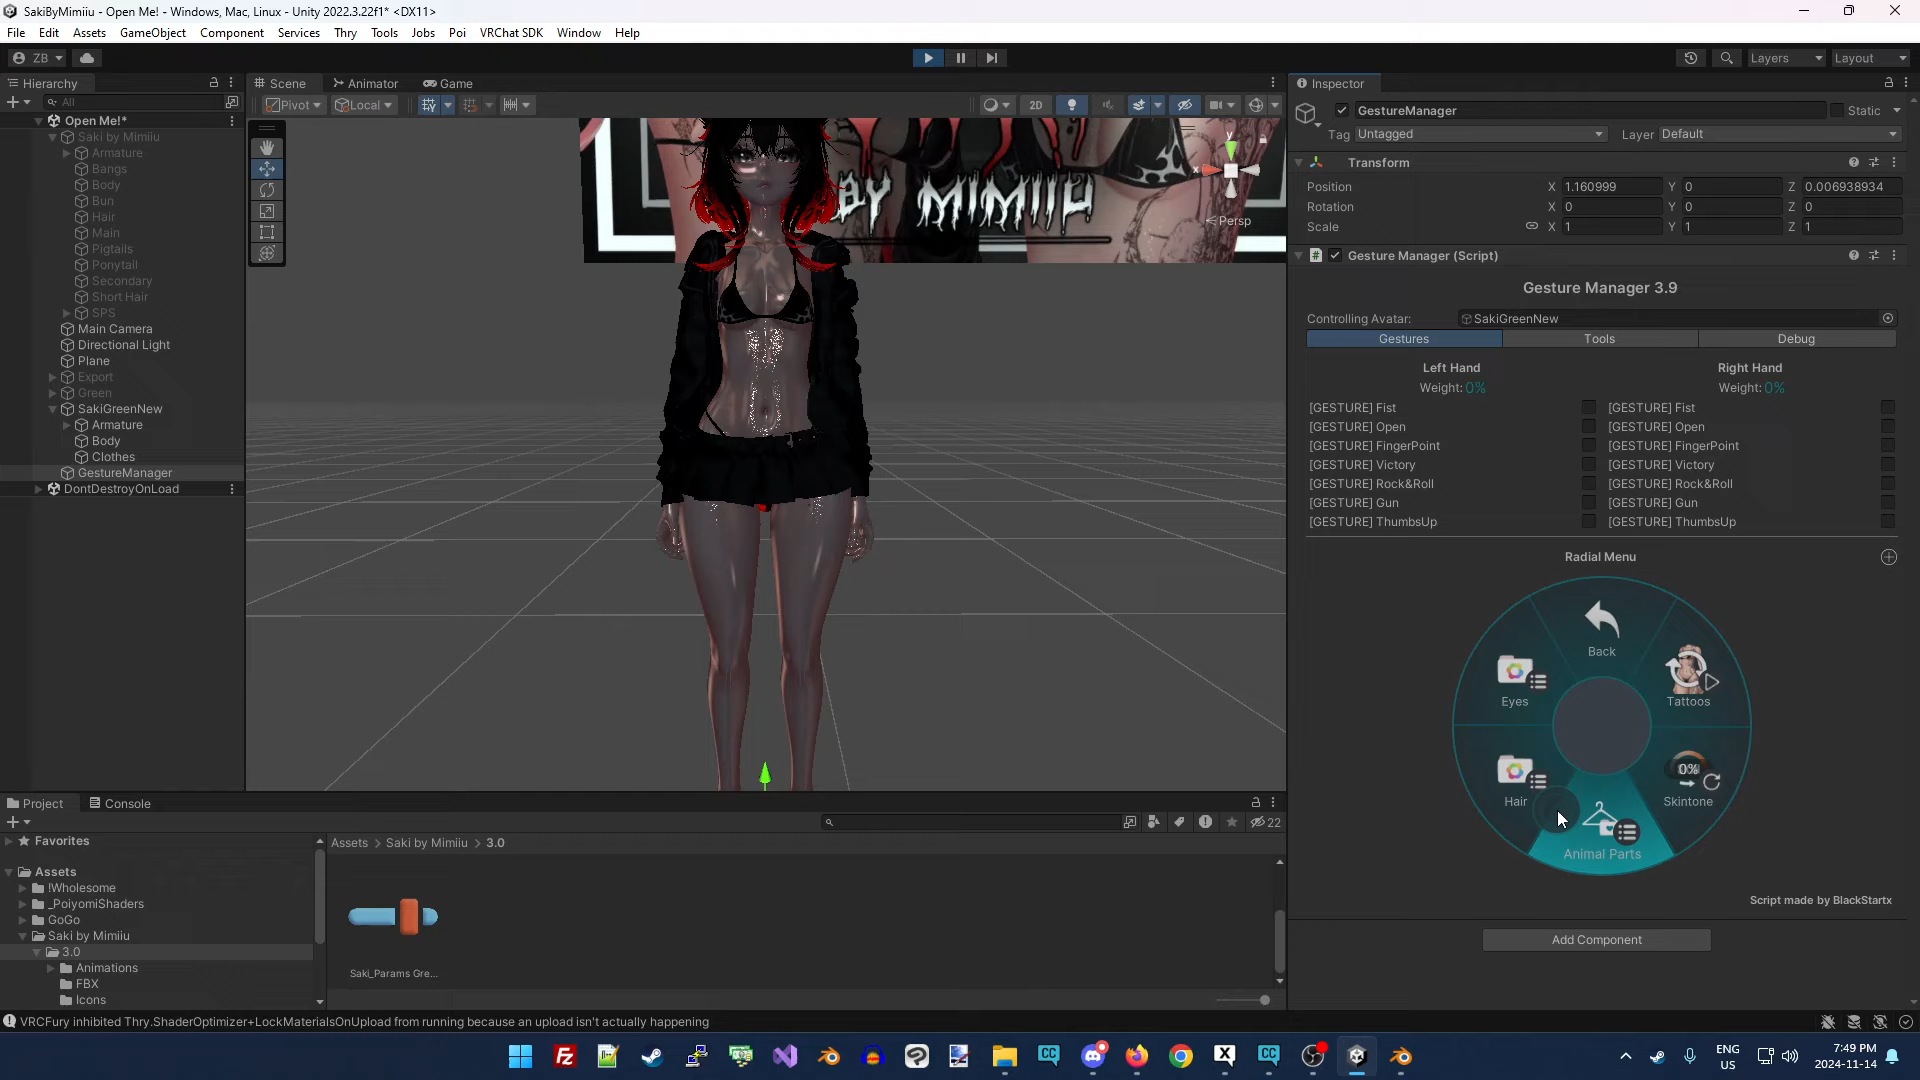 SakiByMimiiu - Open Me! - Windows, Mac, Linux - Unity 2022.3.22f1* <DX11>
File Edit Assets GameObject Component Services Thry Tools Jobs Poi VRChat SDK Window Help
ZB Layers Layout
Hierarchy
All
Open Me!*
Saki by Mimiiu
Armature
Bangs
Body
Bun
Hair
Main
Pigtails
Ponytail
Secondary
Short Hair
SPS
Main Camera
Directional Light
Plane
Export
Green
SakiGreenNew
Armature
Body
Clothes
GestureManager
DontDestroyOnLoad
Scene Animator Game
Pivot Local 2D
BY MIMIIU
y
x
Persp
Inspector
GestureManager Static
Tag Untagged Layer Default
Transform
Position X 1.160999 Y 0 Z 0.006938934
Rotation X 0 Y 0 Z 0
Scale X 1 Y 1 Z 1
# Gesture Manager (Script)
Gesture Manager 3.9
Controlling Avatar: SakiGreenNew
Gestures Tools Debug
Left Hand Right Hand
Weight: 0% Weight: 0%
[GESTURE] Fist [GESTURE] Fist
[GESTURE] Open [GESTURE] Open
[GESTURE] FingerPoint [GESTURE] FingerPoint
[GESTURE] Victory [GESTURE] Victory
[GESTURE] Rock&Roll [GESTURE] Rock&Roll
[GESTURE] Gun [GESTURE] Gun
[GESTURE] ThumbsUp [GESTURE] ThumbsUp
Radial Menu
Back
Eyes Tattoos
0%
Hair Skintone
Animal Parts
Script made by BlackStartx
Add Component
Project Console
22
Favorites
Assets
!Wholesome
_PoiyomiShaders
GoGo
Saki by Mimiiu
3.0
Animations
FBX
Icons
Assets > Saki by Mimiiu > 3.0
Saki_Params Gre...
VRCFury inhibited Thry.ShaderOptimizer+LockMaterialsOnUpload from running because an upload isn't actually happening
ENG
US
7:49 PM
2024-11-14